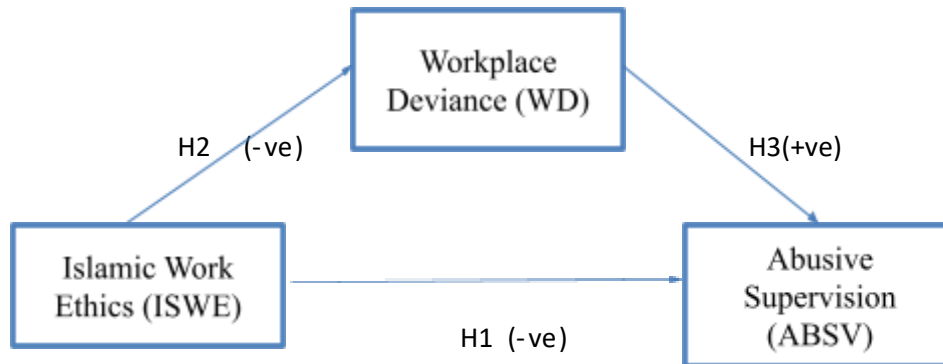 Workplace
Deviance (WD)
H2 (-ve)
H3(+ve)
Islamic Work
Ethics (ISWE)
Abusive
Supervision
(ABSV)
H1 (-ve)